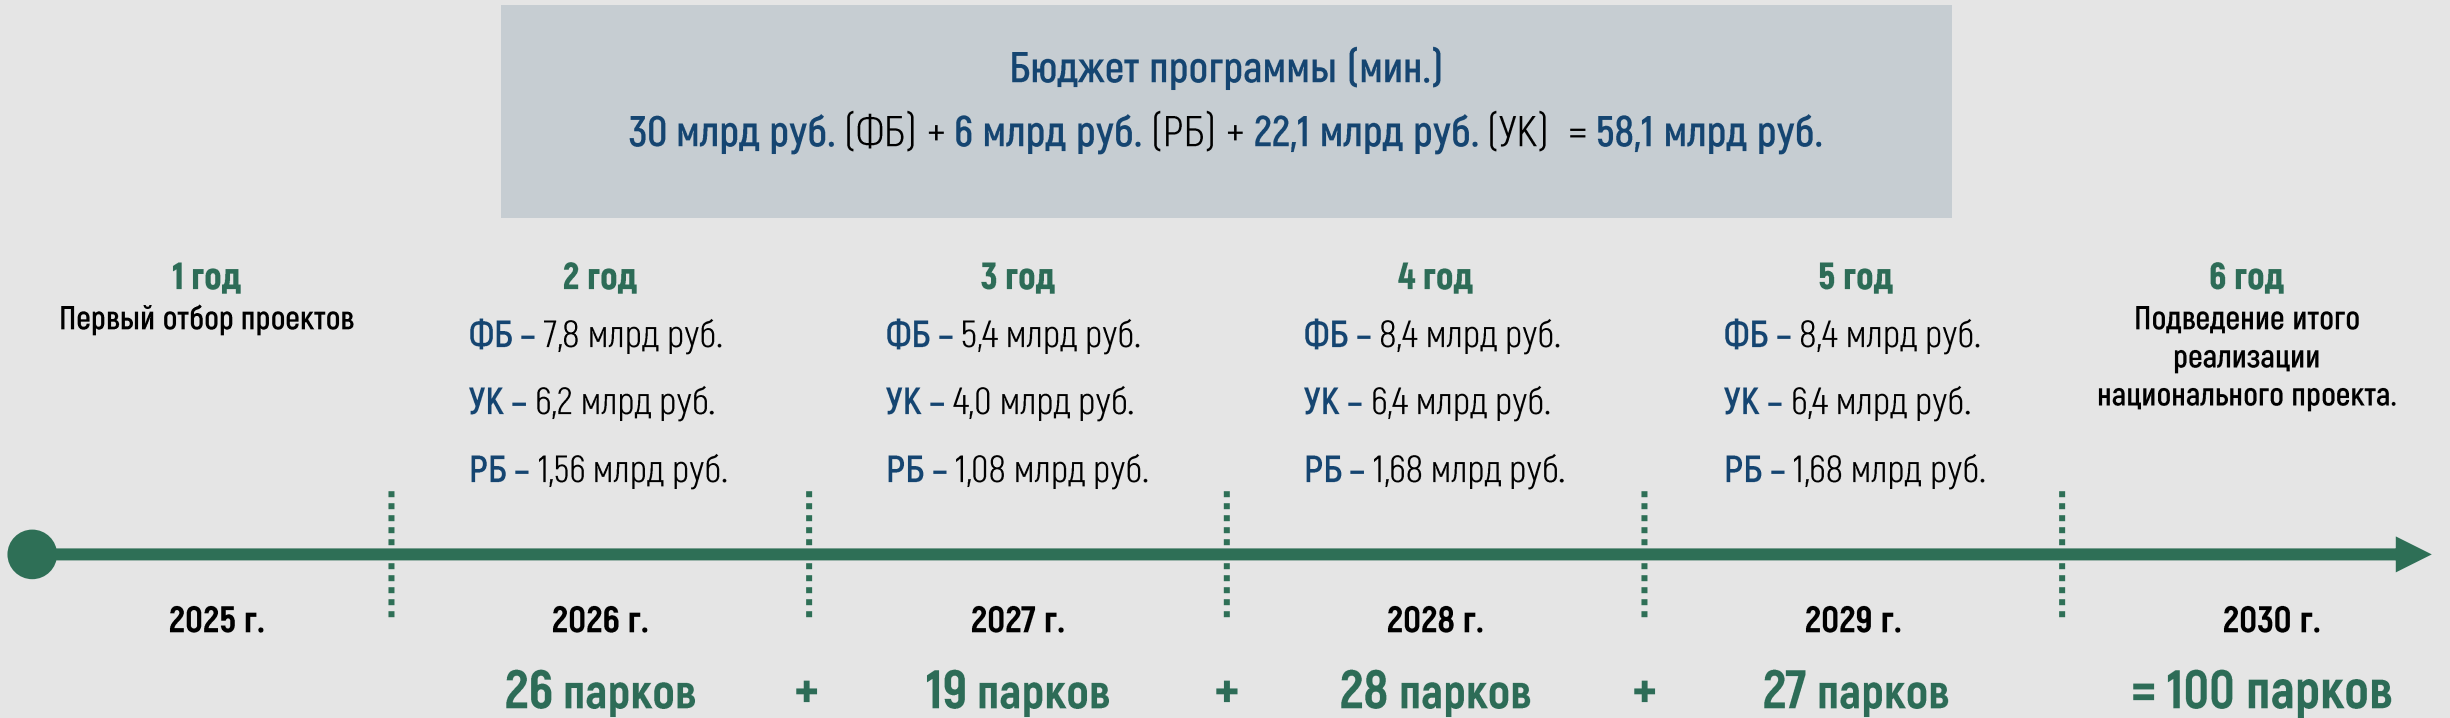 Бюджет программы (мин.)
30 млрд руб. (ФБ) + 6 млрд руб. (РБ) + 22,1 млрд руб. (УК) = 58,1 млрд руб.
1 год
Первый отбор проектов
2 год
ФБ – 7,8 млрд руб.
УК – 6,2 млрд руб.
РБ – 1,56 млрд руб.
3 год
ФБ – 5,4 млрд руб.
УК – 4,0 млрд руб.
РБ – 1,08 млрд руб.
4 год
ФБ – 8,4 млрд руб.
УК – 6,4 млрд руб.
РБ – 1,68 млрд руб.
5 год
ФБ – 8,4 млрд руб.
УК – 6,4 млрд руб.
РБ – 1,68 млрд руб.
6 год
Подведение итого
реализации
национального проекта.
2025 г.
2026 г.
2027 г.
2028 г.
2029 г.
2030 г.
26 парков + 19 парков + 28 парков + 27 парков = 100 парков